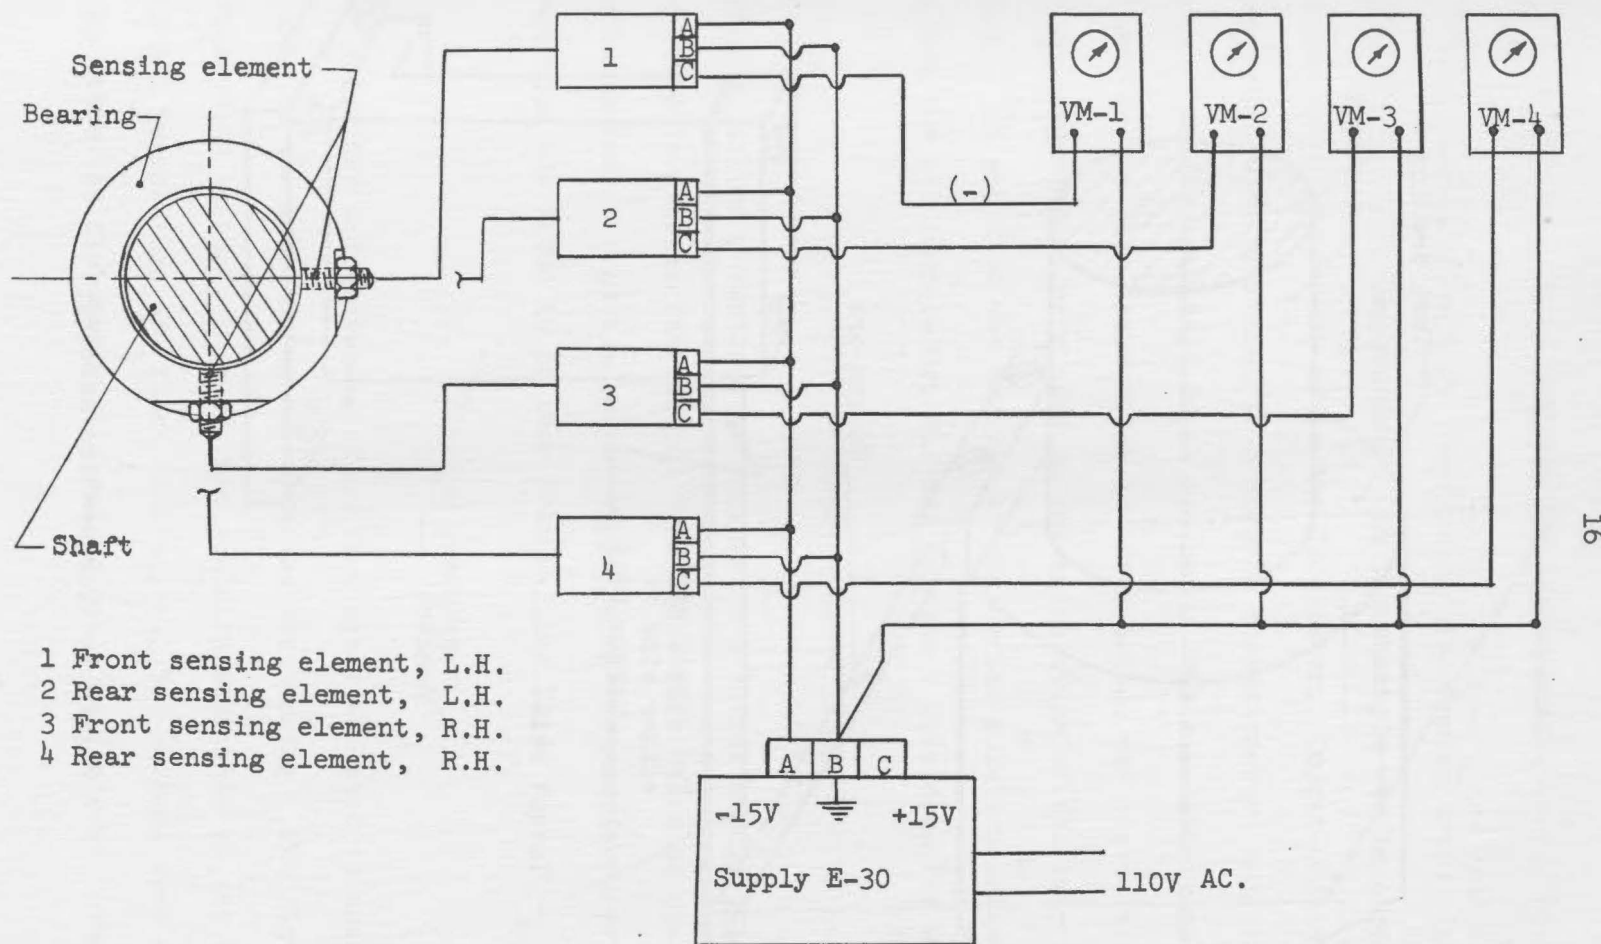 Sensing element
Bearing
Shaft
1
A
B
C
2
A
B
C
3
A
B
C
4
A
B
C
VM-1
VM-2
VM-3
VM-4
(-)
1 Front sensing element, L.H.
2 Rear sensing element, L.H.
3 Front sensing element, R.H.
4 Rear sensing element, R.H.
A B C
-15V
+15V
Supply E-30
110V AC.
16